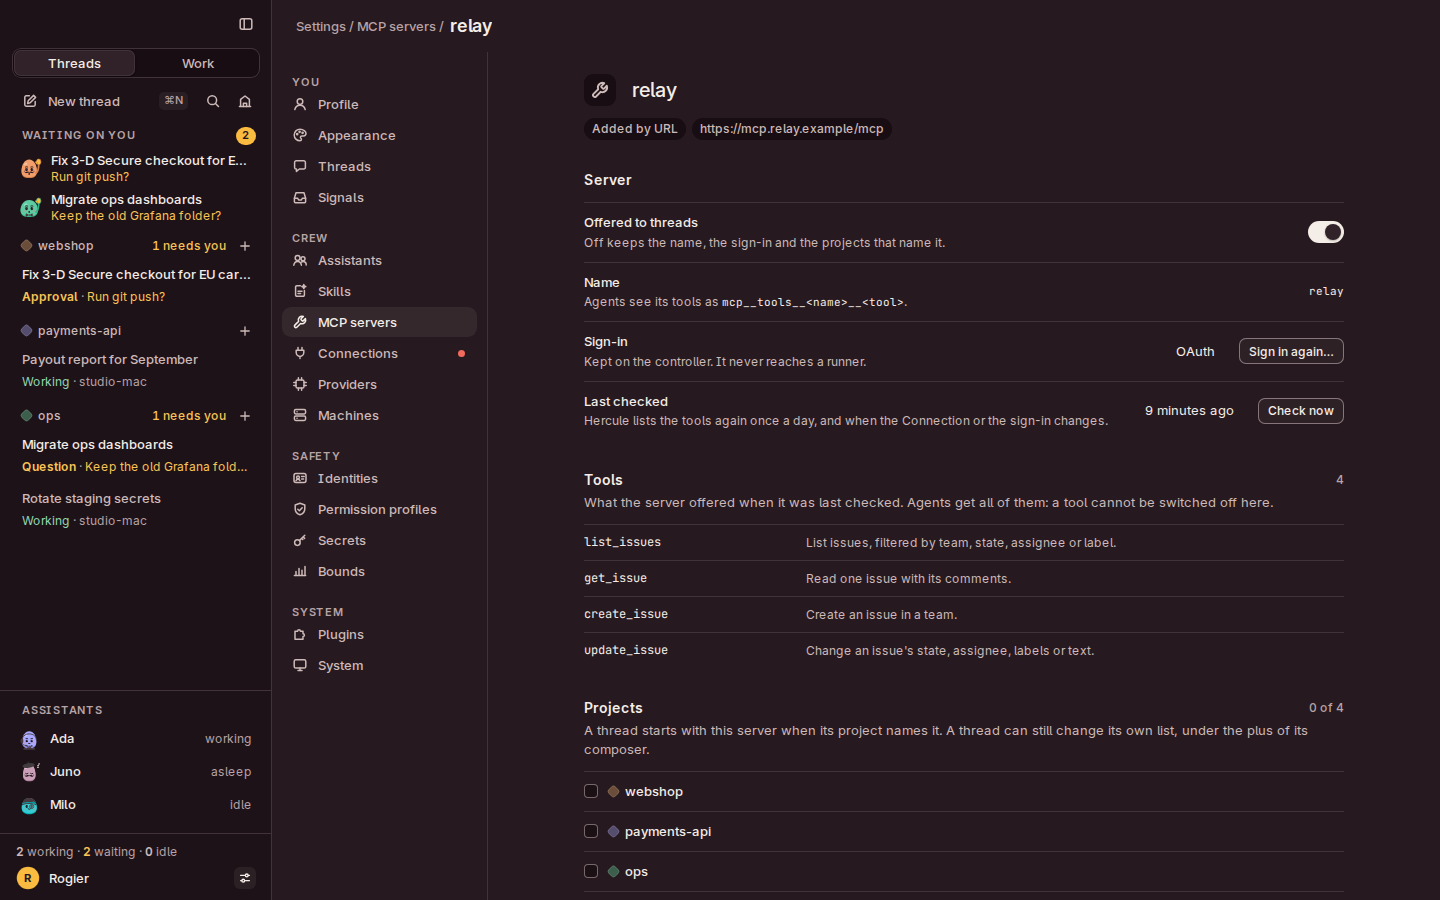 Threads
Work
New thread
⌘N
WAITING ON YOU
2
Fix 3-D Secure checkout for E...
Run git push?
Migrate ops dashboards
Keep the old Grafana folder?
webshop
1 needs you
Fix 3-D Secure checkout for EU car...
Approval · Run git push?
payments-api
Payout report for September
Working · studio-mac
ops
1 needs you
Migrate ops dashboards
Question · Keep the old Grafana fold...
Rotate staging secrets
Working · studio-mac
ASSISTANTS
Ada
working
Juno
asleep
Milo
idle
2 working · 2 waiting · 0 idle
R
Rogier
Settings / MCP servers / relay
YOU
Profile
Appearance
Threads
Signals
CREW
Assistants
Skills
MCP servers
Connections
Providers
Machines
SAFETY
Identities
Permission profiles
Secrets
Bounds
SYSTEM
Plugins
System
relay
Added by URL
https://mcp.relay.example/mcp
Server
Offered to threads
Off keeps the name, the sign-in and the projects that name it.
Name
Agents see its tools as mcp__tools__<name>__<tool>.
relay
Sign-in
Kept on the controller. It never reaches a runner.
OAuth
Sign in again...
Last checked
Hercule lists the tools again once a day, and when the Connection or the sign-in changes.
9 minutes ago
Check now
Tools
4
What the server offered when it was last checked. Agents get all of them: a tool cannot be switched off here.
list_issues
List issues, filtered by team, state, assignee or label.
get_issue
Read one issue with its comments.
create_issue
Create an issue in a team.
update_issue
Change an issue's state, assignee, labels or text.
Projects
0 of 4
A thread starts with this server when its project names it. A thread can still change its own list, under the plus of its
composer.
webshop
payments-api
ops